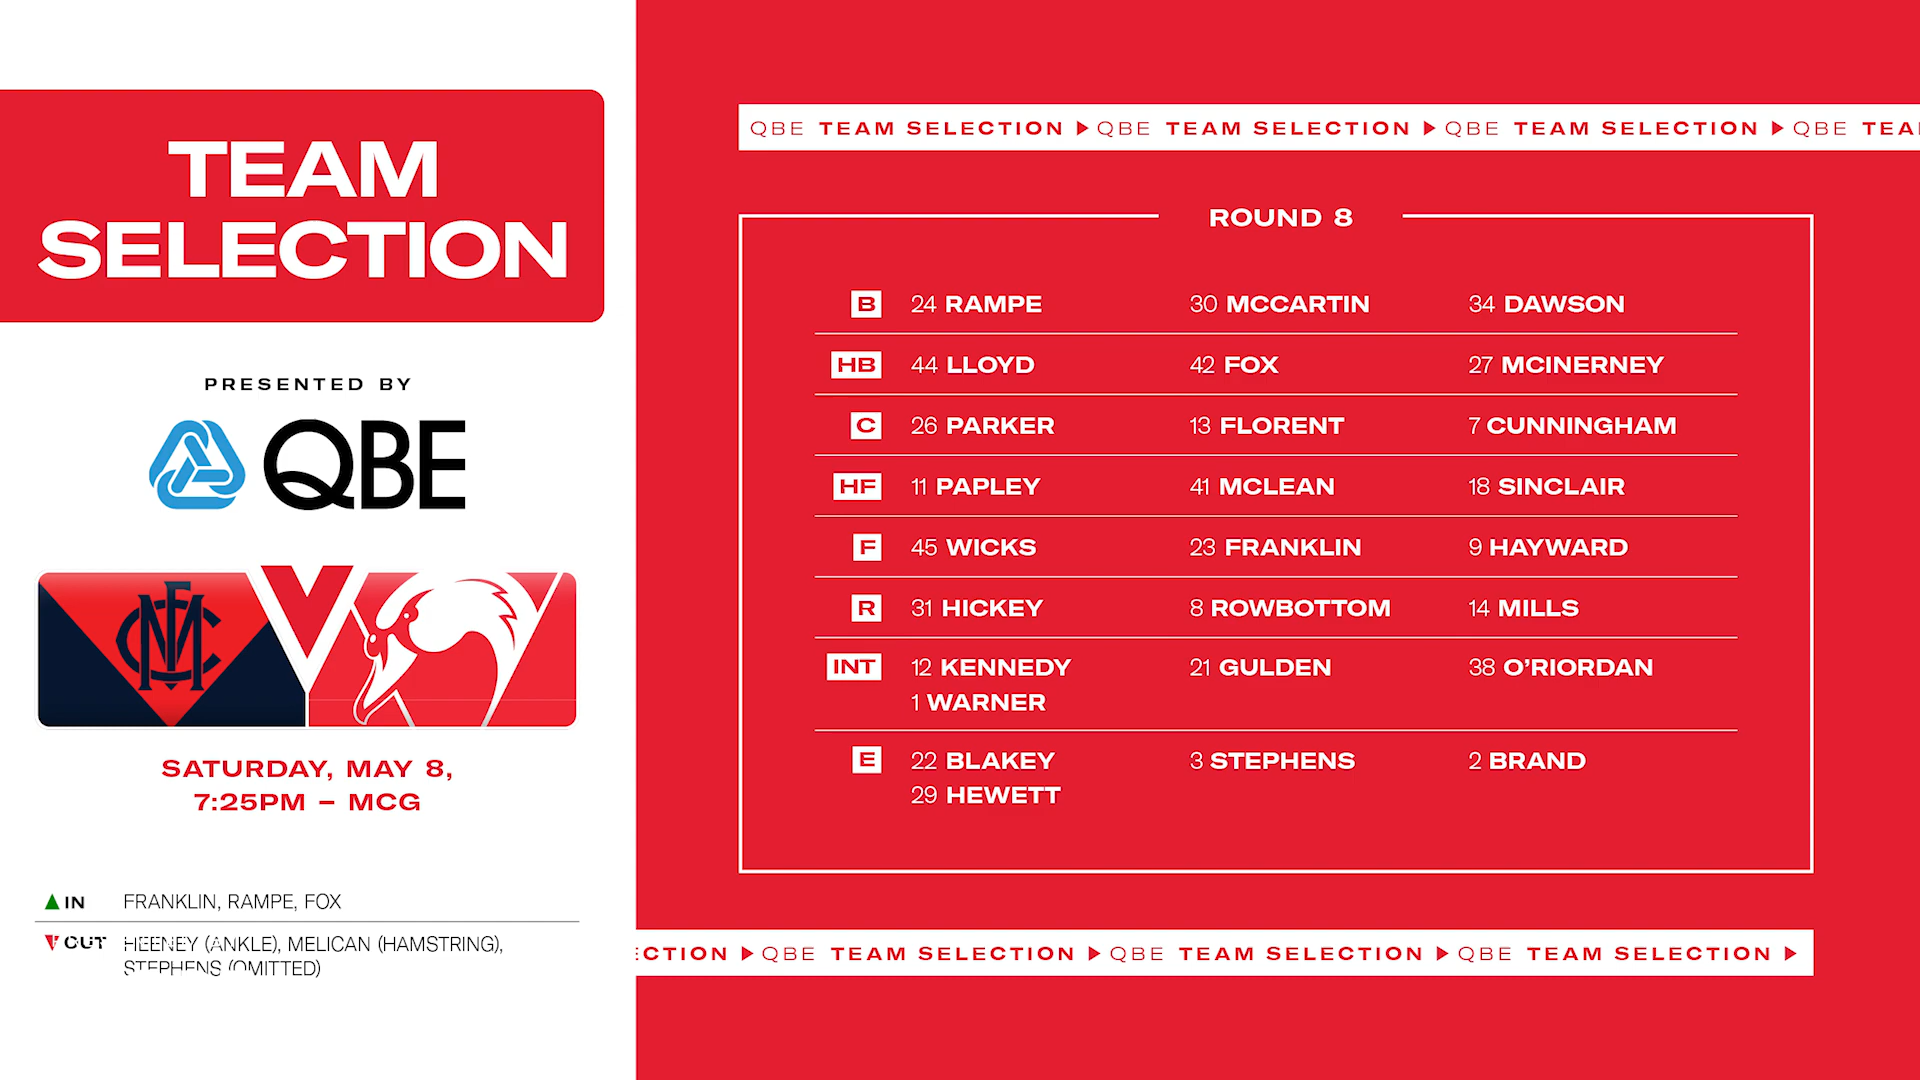 TEAM
SELECTION
PRESENTED BY
QBE
SATURDAY, MAY 8,
7:25PM – MCG
IN FRANKLIN, RAMPE, FOX
OUT HEENEY (ANKLE), MELICAN (HAMSTRING),
STEPHENS (OMITTED)
QBE TEAM SELECTION QBE TEAM SELECTION QBE TEAM SELECTION QBE TEA
ROUND 8
B 24 RAMPE 30 MCCARTIN 34 DAWSON
HB 44 LLOYD 42 FOX 27 MCINERNEY
C 26 PARKER 13 FLORENT 7 CUNNINGHAM
HF 11 PAPLEY 41 MCLEAN 18 SINCLAIR
F 45 WICKS 23 FRANKLIN 9 HAYWARD
R 31 HICKEY 8 ROWBOTTOM 14 MILLS
INT 12 KENNEDY 21 GULDEN 38 O'RIORDAN
1 WARNER
E 22 BLAKEY 3 STEPHENS 2 BRAND
29 HEWETT
ECTION QBE TEAM SELECTION QBE TEAM SELECTION QBE TEAM SELECTION